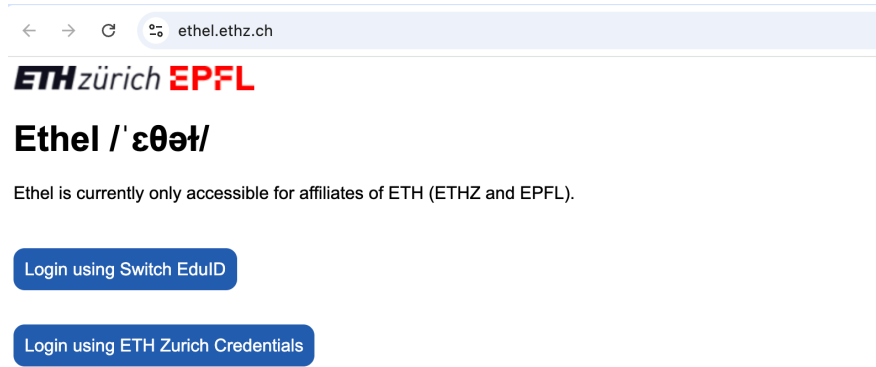 ethel.ethz.ch
ETH zürich EPFL
Ethel /ˈɛθəɫ/
Ethel is currently only accessible for affiliates of ETH (ETHZ and EPFL).
Login using Switch EduID
Login using ETH Zurich Credentials